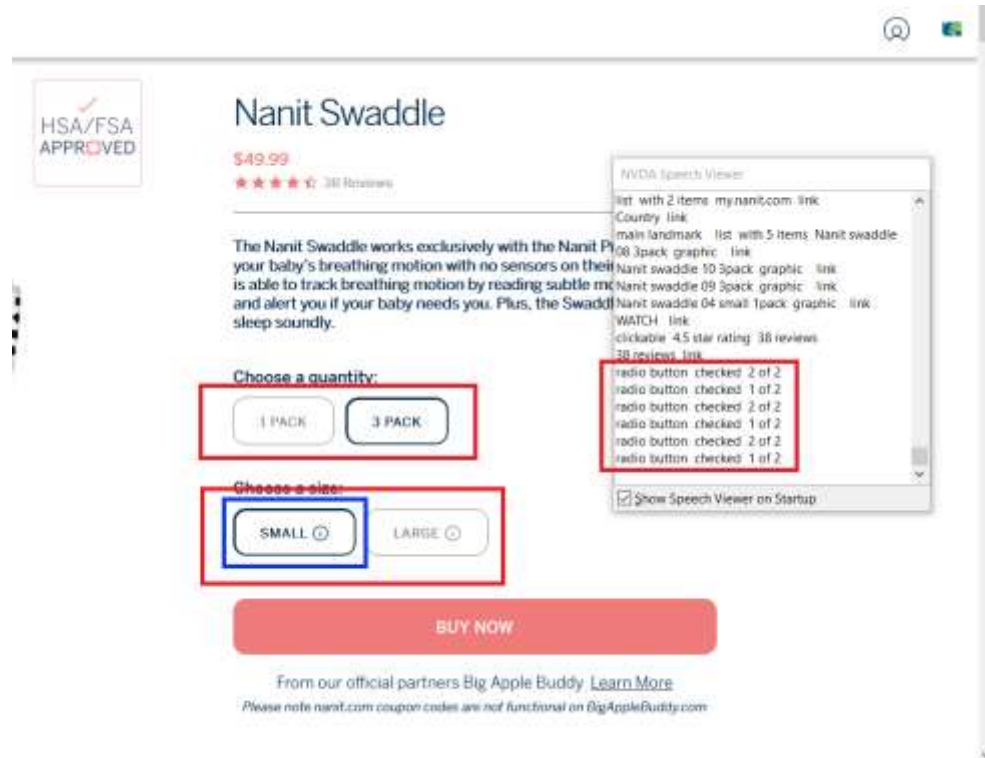 HSA/FSA
APPROVED
Nanit Swaddle
$49.99
38 Reviews
The Nanit Swaddle works exclusively with the Nanit P
your baby's breathing motion with no sensors on thei
is able to track breathing motion by reading subtle mo
and alert you if your baby needs you. Plus, the Swaddl
sleep soundly.
Choose a quantity:
1 PACK
3 PACK
Choose a size:
SMALL
LARGE
BUY NOW
From our official partners Big Apple Buddy Learn More
Please note nanit.com coupon codes are not functional on BigAppleBuddy.com
NVDA Speech Viewer
list with 2 items my.nanit.com link
Country link
main landmark list with 5 items Nanit swaddle
08 3pack graphic link
Nanit swaddle 10 3pack graphic link
Nanit swaddle 09 3pack graphic link
Nanit swaddle 04 small 1pack graphic link
WATCH link
clickable 4.5 star rating 38 reviews
38 reviews link
radio button checked 2 of 2
radio button checked 1 of 2
radio button checked 2 of 2
radio button checked 1 of 2
radio button checked 2 of 2
radio button checked 1 of 2
Show Speech Viewer on Startup